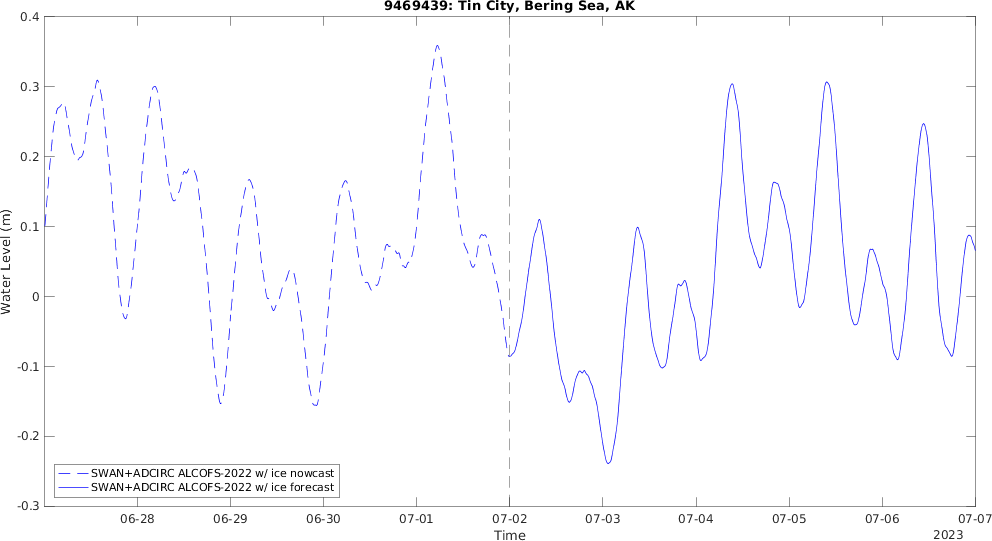 9469439: Tin City, Bering Sea, AK
0.4
0.3
0.2
0.1
0
-0.1
-0.2
-0.3
Water Level (m)
SWAN+ADCIRC ALCOFS-2022 w/ ice nowcast
SWAN+ADCIRC ALCOFS-2022 w/ ice forecast
06-28 06-29 06-30 07-01 07-02 07-03 07-04 07-05 07-06 07-07
Time
2023